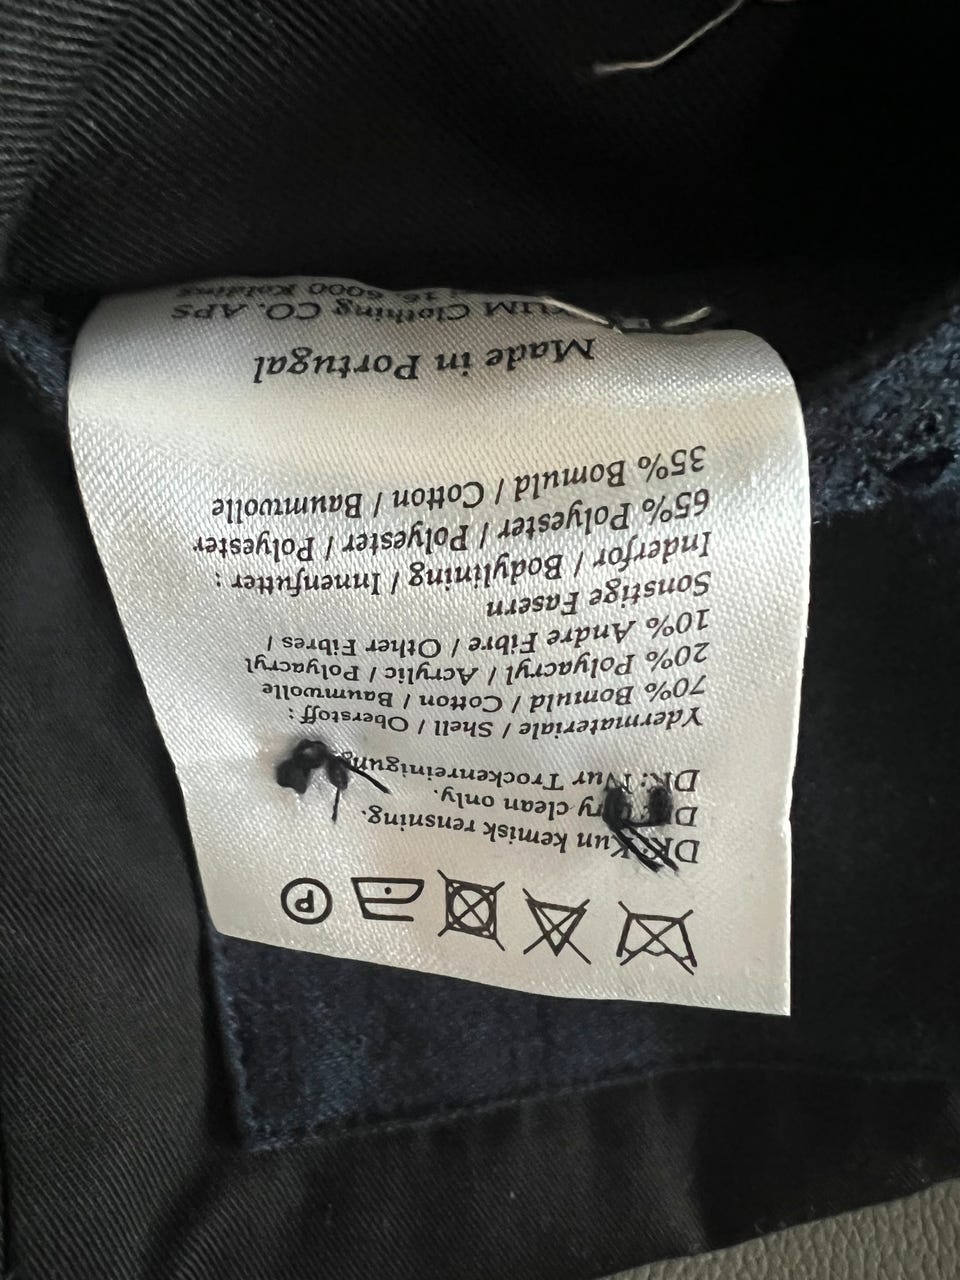 P
DK: Kun kemisk rensning.
clean only.
DK: Nur Trockenreinigung
Ydermateriale / Shell / Oberstoff :
70% Bomuld / Cotton / Baumwolle
20% Polyacryl / Acrylic / Polyacryl
10% Andre Fibre / Other Fibres /
Sonstige Fasern
Inderfor / Bodylining / Innenfutter :
65% Polyester / Polyester / Polyester
35% Bomuld / Cotton / Baumwolle
Made in Portugal
Clothing CO. APS
6000 Kolding